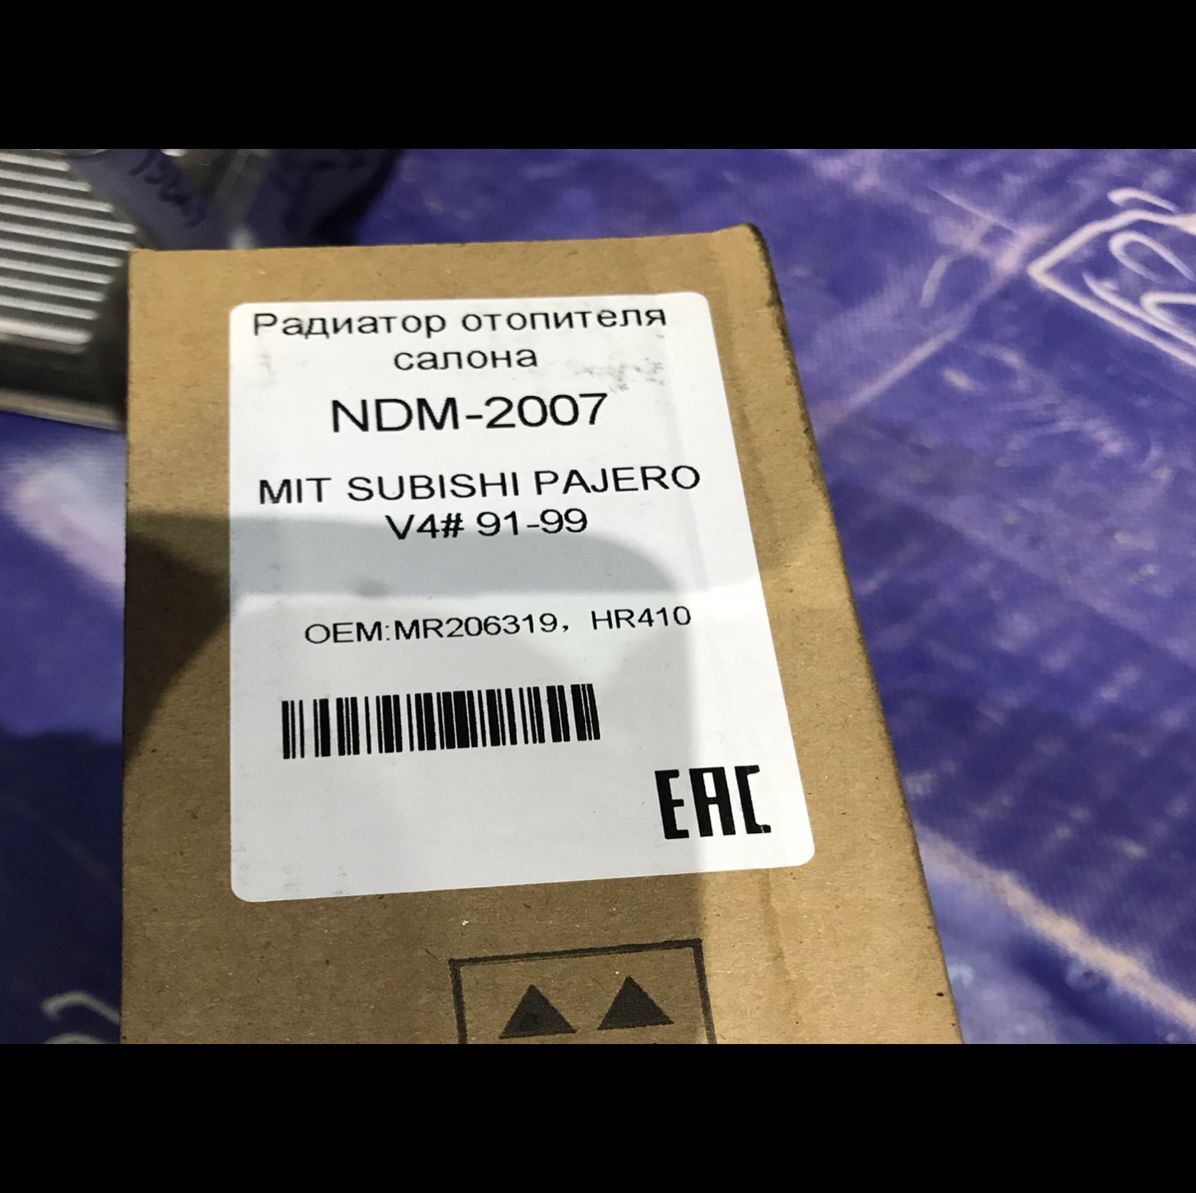 Радиатор отопителя
салона
NDM-2007
MIT SUBISHI PAJERO
V4# 91-99
OEM:MR206319, HR410
EAC